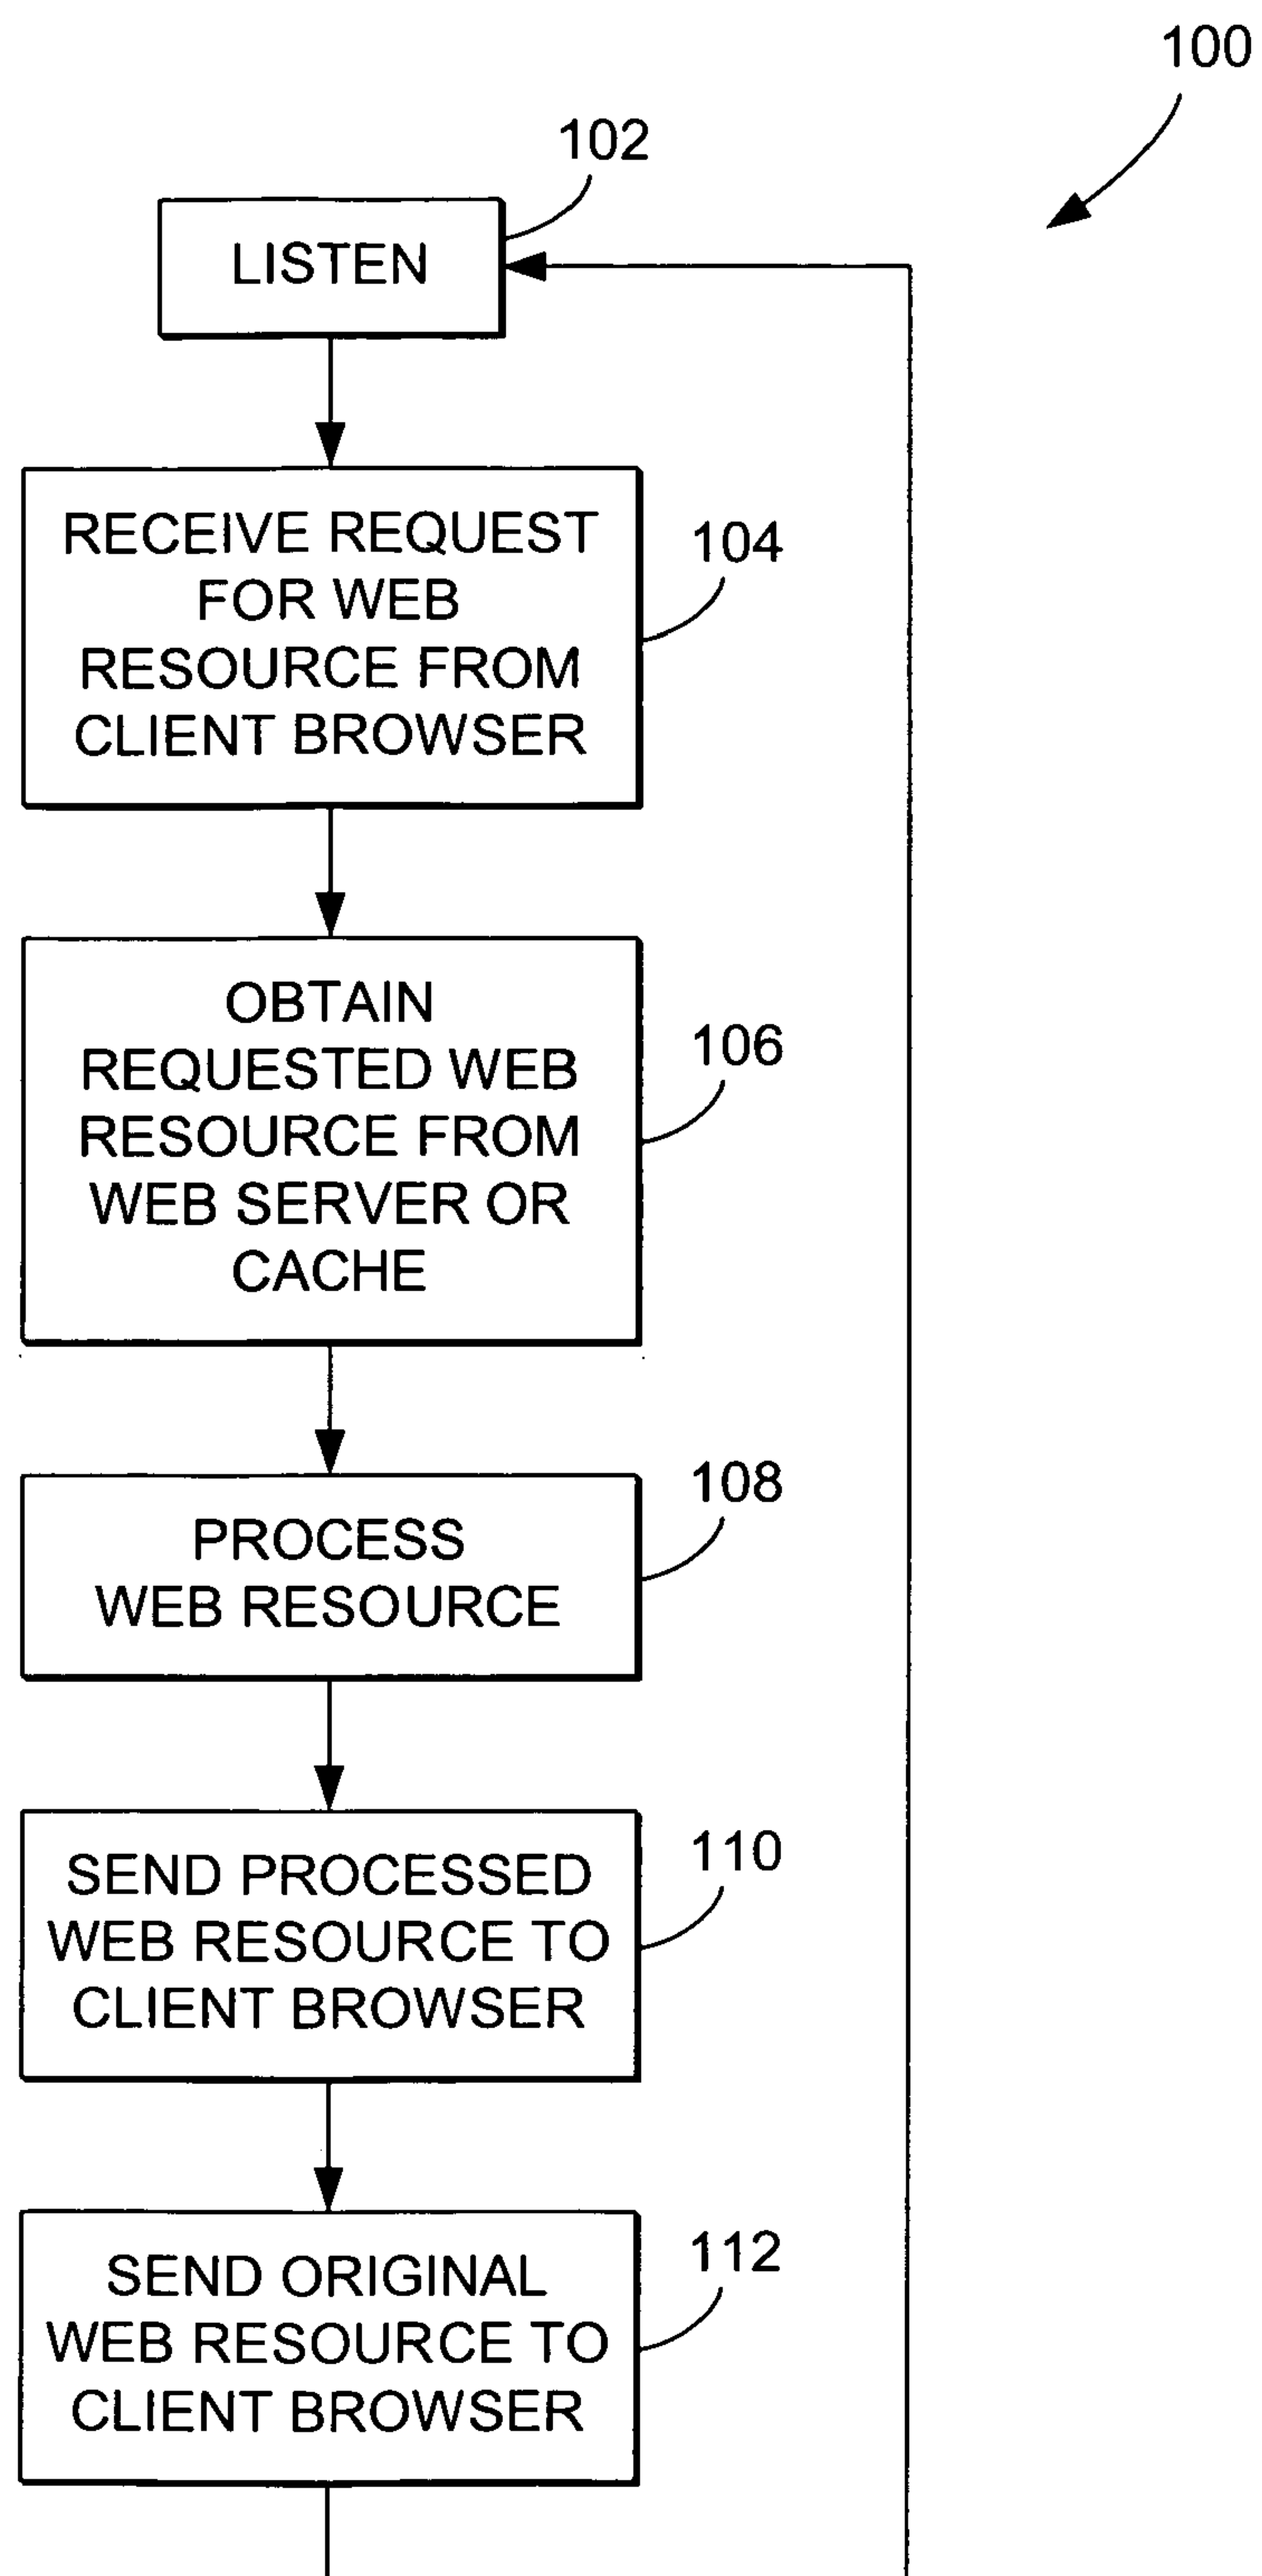 100
102
LISTEN
RECEIVE REQUEST
FOR WEB
RESOURCE FROM
CLIENT BROWSER
104
OBTAIN
REQUESTED WEB
RESOURCE FROM
WEB SERVER OR
CACHE
106
PROCESS
WEB RESOURCE
108
SEND PROCESSED
WEB RESOURCE TO
CLIENT BROWSER
110
SEND ORIGINAL
WEB RESOURCE TO
CLIENT BROWSER
112